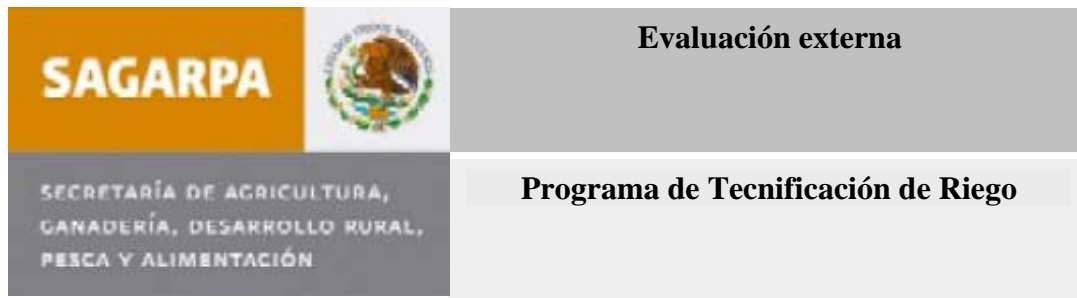 SAGARPA
Evaluación externa
SECRETARÍA DE AGRICULTURA,
GANADERÍA, DESARROLLO RURAL,
PESCA Y ALIMENTACIÓN
Programa de Tecnificación de Riego